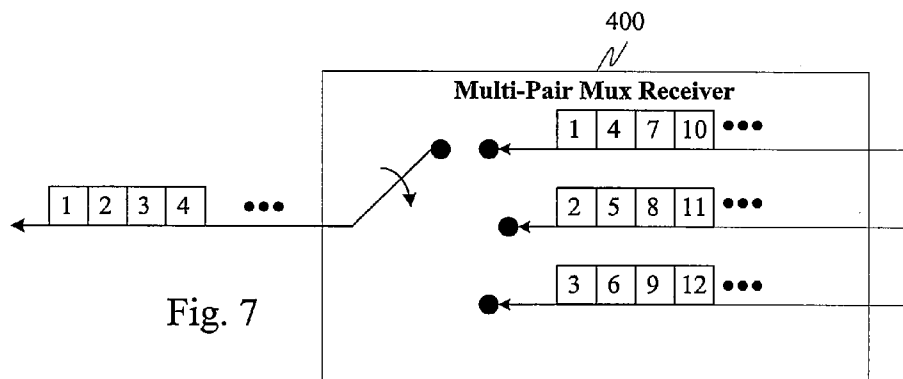 400
Multi-Pair Mux Receiver
1 4 7 10 •••
1 2 3 4 •••
2 5 8 11 •••
3 6 9 12 •••
Fig. 7